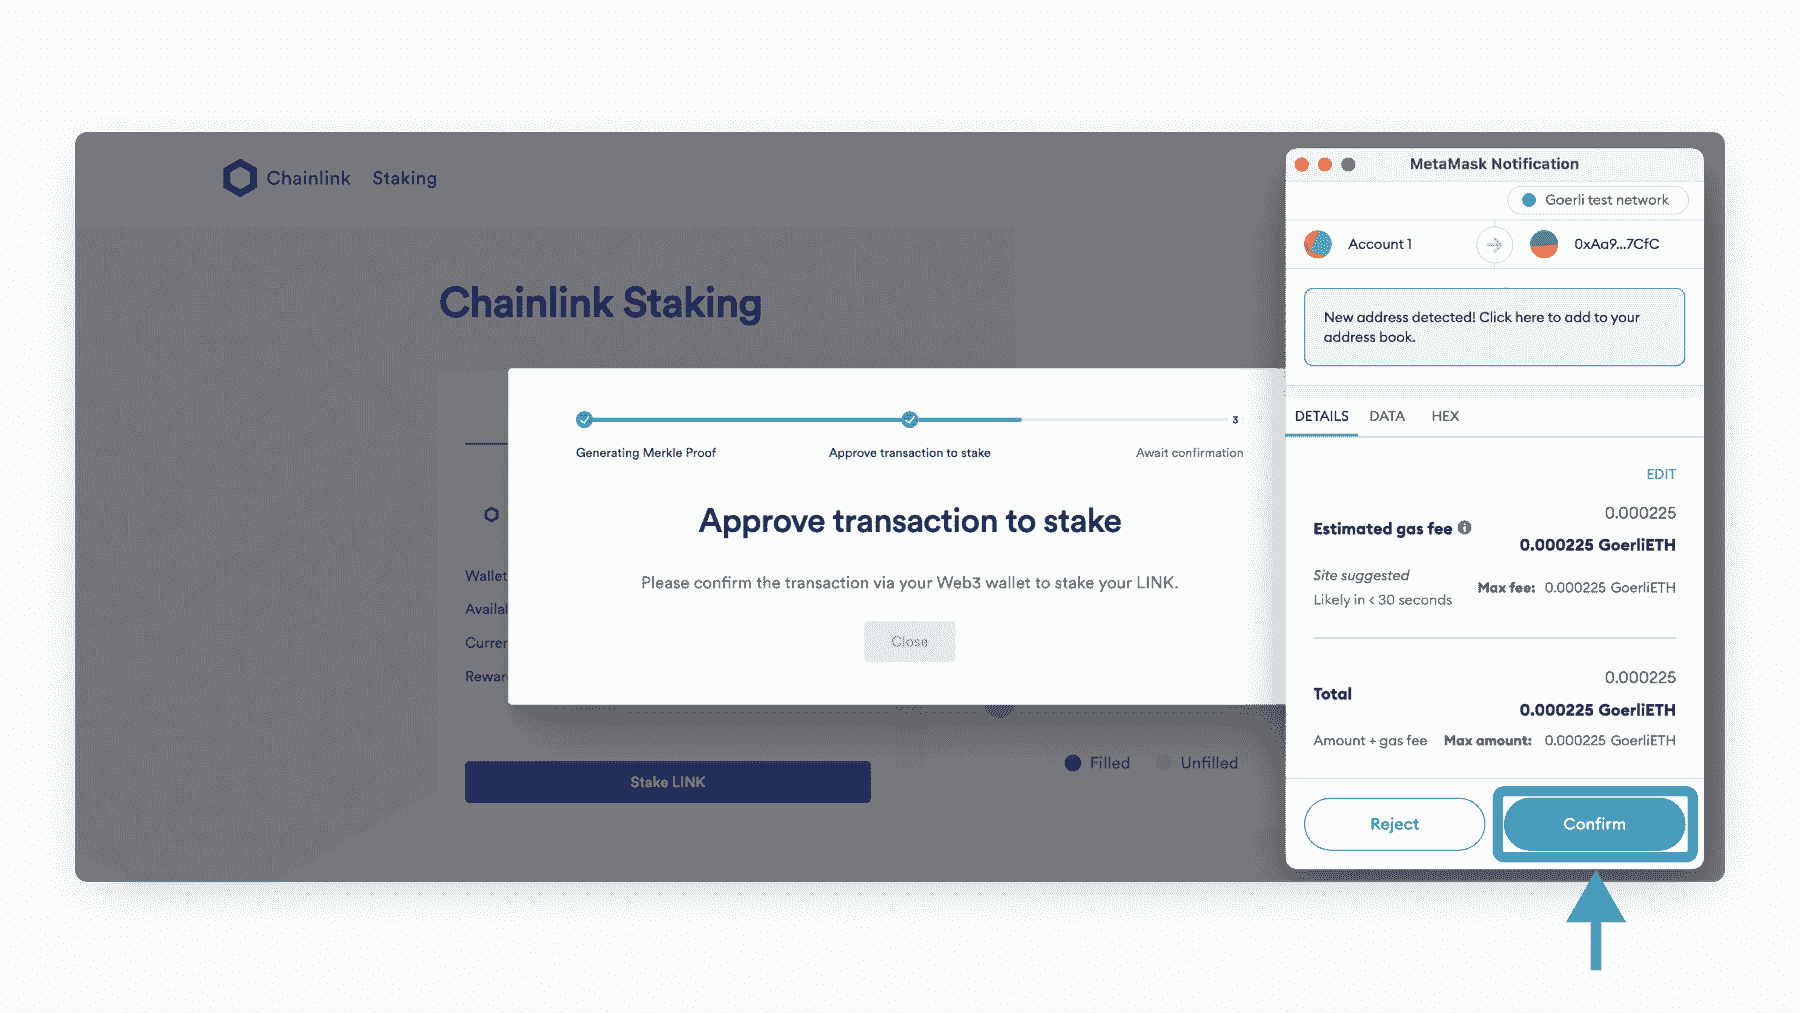 Chainlink Staking
Chainlink Staking
Generating Merkle Proof
Approve transaction to stake
3
Await confirmation
Approve transaction to stake
Please confirm the transaction via your Web3 wallet to stake your LINK.
Close
Wallet
Availal
Curren
Rewar
Stake LINK
Filled
Unfilled
MetaMask Notification
Goerli test network
Account 1
0xAa9...7CfC
New address detected! Click here to add to your
address book.
DETAILS DATA HEX
EDIT
0.000225
Estimated gas fee
0.000225 GoerliETH
Site suggested
Likely in < 30 seconds
Max fee: 0.000225 GoerliETH
0.000225
Total
0.000225 GoerliETH
Amount + gas fee Max amount: 0.000225 GoerliETH
Reject
Confirm